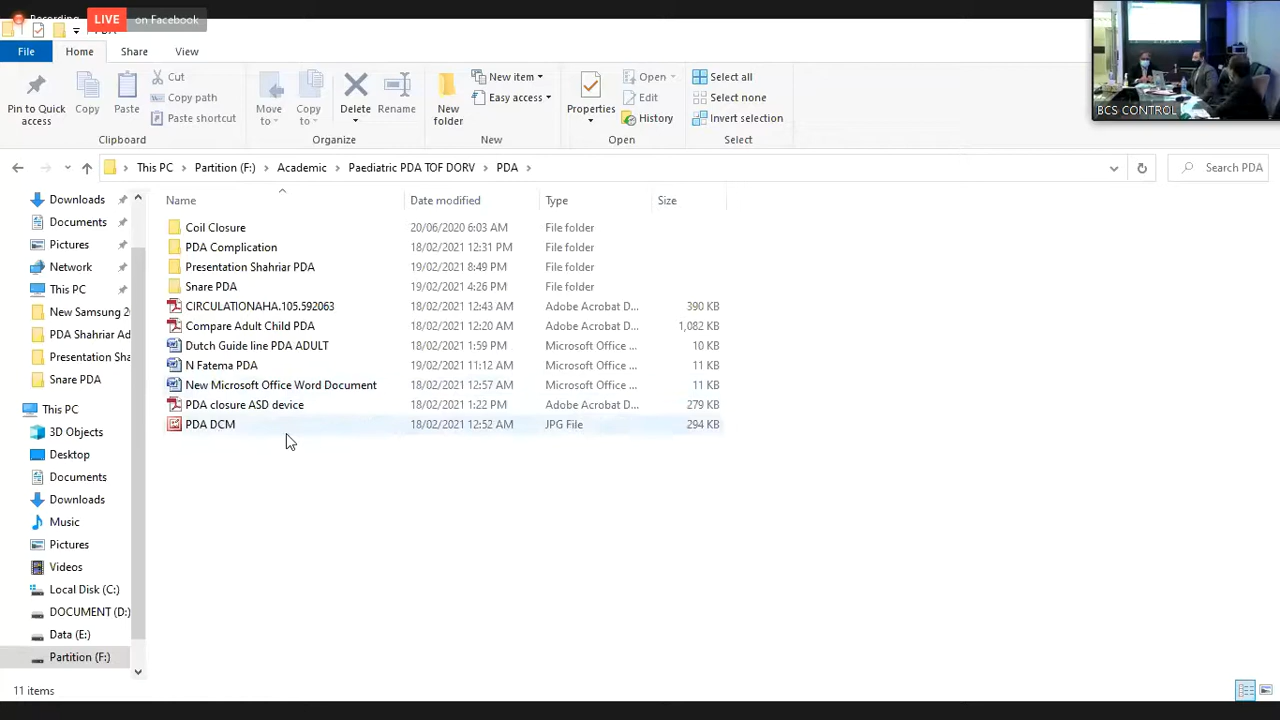 Recording
LIVE on Facebook
PDA
File Home Share View
Pin to Quick access
Copy
Paste
Cut
Copy path
Paste shortcut
Clipboard
Move to
Copy to
Delete
Rename
Organize
New folder
New item
Easy access
New
Properties
Open
Edit
History
Open
Select all
Select none
Invert selection
Select
BCS CONTROL
This PC > Partition (F:) > Academic > Paediatric PDA TOF DORV > PDA >
Search PDA
Name Date modified Type Size
Coil Closure 20/06/2020 6:03 AM File folder
PDA Complication 18/02/2021 12:31 PM File folder
Presentation Shahriar PDA 19/02/2021 8:49 PM File folder
Snare PDA 19/02/2021 4:26 PM File folder
CIRCULATIONAHA.105.592063 18/02/2021 12:43 AM Adobe Acrobat D... 390 KB
Compare Adult Child PDA 18/02/2021 12:20 AM Adobe Acrobat D... 1,082 KB
Dutch Guide line PDA ADULT 18/02/2021 1:59 PM Microsoft Office ... 10 KB
N Fatema PDA 19/02/2021 11:12 AM Microsoft Office ... 11 KB
New Microsoft Office Word Document 18/02/2021 12:57 AM Microsoft Office ... 11 KB
PDA closure ASD device 18/02/2021 1:22 PM Adobe Acrobat D... 279 KB
PDA DCM 18/02/2021 12:52 AM JPG File 294 KB
Downloads
Documents
Pictures
Network
This PC
New Samsung 2
PDA Shahriar Ad
Presentation Sha
Snare PDA
This PC
3D Objects
Desktop
Documents
Downloads
Music
Pictures
Videos
Local Disk (C:)
DOCUMENT (D:)
Data (E:)
Partition (F:)
11 items